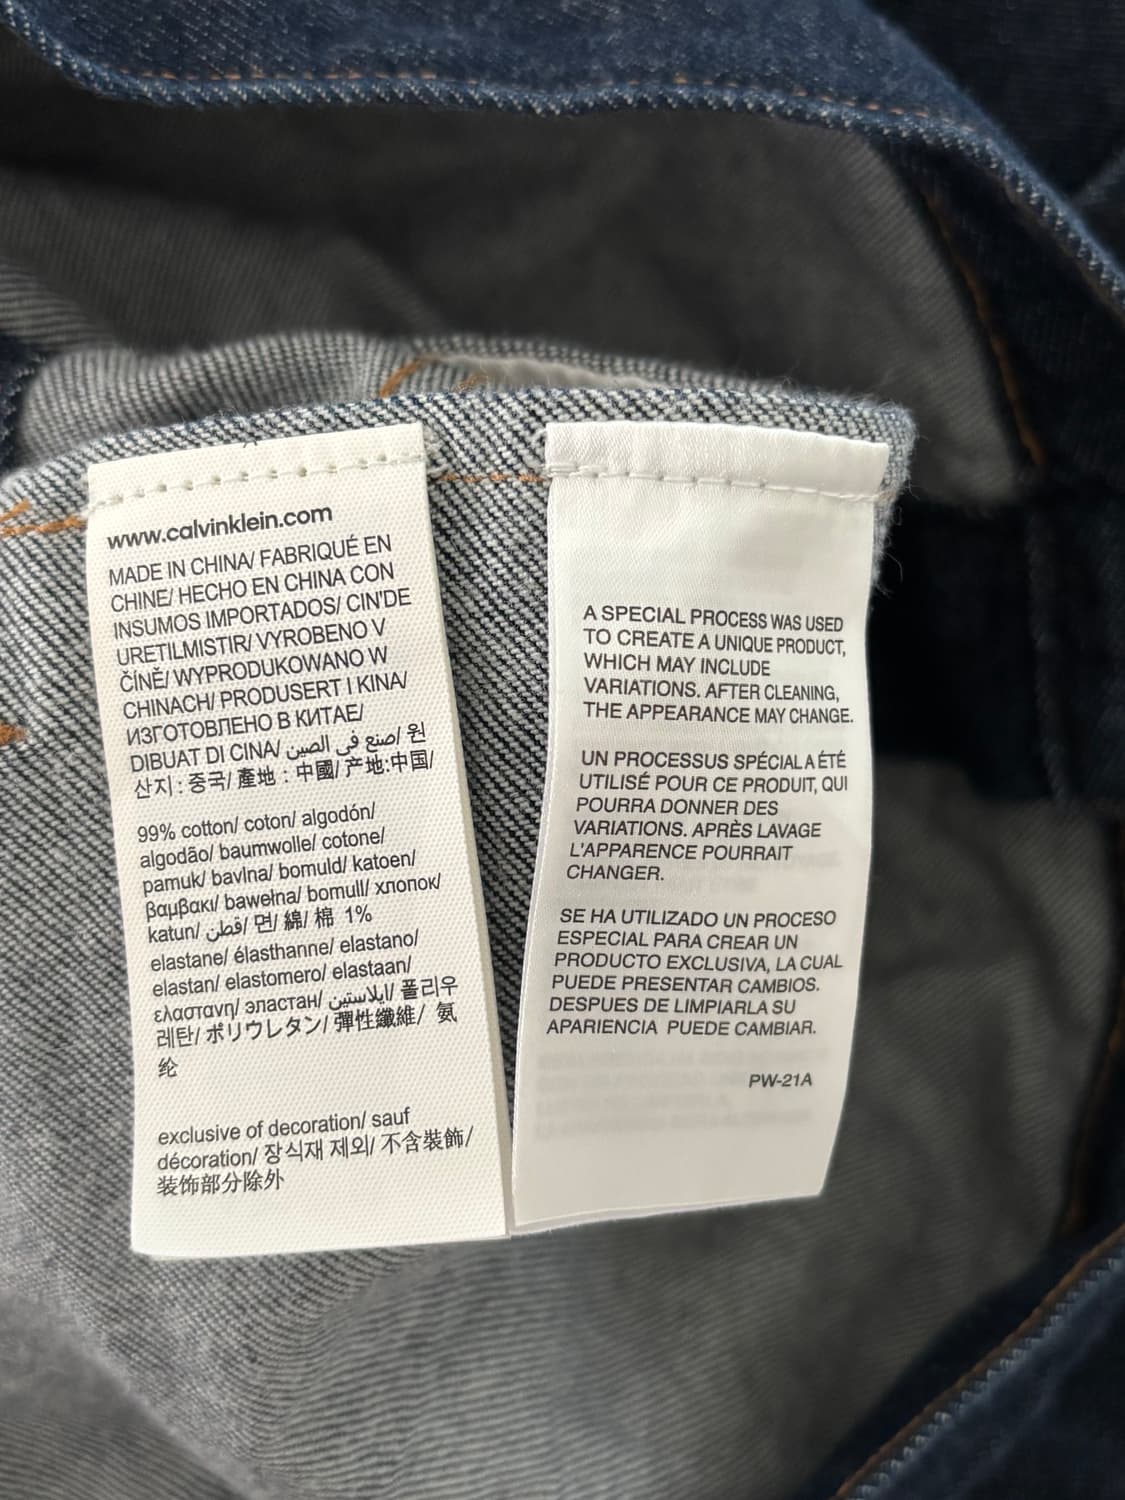 www.calvinklein.com
MADE IN CHINA/ FABRIQUÉ EN
CHINE/ HECHO EN CHINA CON
INSUMOS IMPORTADOS/ CIN'DE
URETILMISTIR/ VYROBENO V
ČÍNĚ/ WYPRODUKOWANO W
CHINACH/ PRODUSERT I KINA/
ИЗГОТОВЛЕНО В КИТАЕ/
DIBUAT DI CINA/ صنع في الصين/ 원
산지 : 중국/ 產地 : 中國/ 产地:中国/
99% cotton/ coton/ algodón/
algodão/ baumwolle/ cotone/
pamuk/ bavlna/ bomuld/ katoen/
βαμβακι/ bawełna/ bomull/ хлопок/
katun/ قطن/ 면/ 綿/ 棉 1%
elastane/ élasthanne/ elastano/
elastan/ elastomero/ elastaan/
ελαστανη/ эластан/ ايلاستين/ 폴리우
레탄/ ポリウレタン/ 彈性纖維/ 氨
纶
exclusive of decoration/ sauf
décoration/ 장식재 제외/ 不含裝飾/
装饰部分除外
A SPECIAL PROCESS WAS USED
TO CREATE A UNIQUE PRODUCT,
WHICH MAY INCLUDE
VARIATIONS. AFTER CLEANING,
THE APPEARANCE MAY CHANGE.
UN PROCESSUS SPÉCIAL A ÉTÉ
UTILISÉ POUR CE PRODUIT, QUI
POURRA DONNER DES
VARIATIONS. APRÈS LAVAGE
L'APPARENCE POURRAIT
CHANGER.
SE HA UTILIZADO UN PROCESO
ESPECIAL PARA CREAR UN
PRODUCTO EXCLUSIVA, LA CUAL
PUEDE PRESENTAR CAMBIOS.
DESPUES DE LIMPIARLA SU
APARIENCIA PUEDE CAMBIAR.
PW-21A